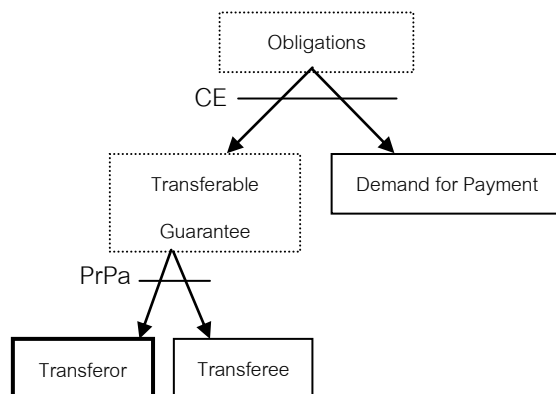 Obligations
CE
Transferable
Guarantee
Demand for Payment
PrPa
Transferor
Transferee